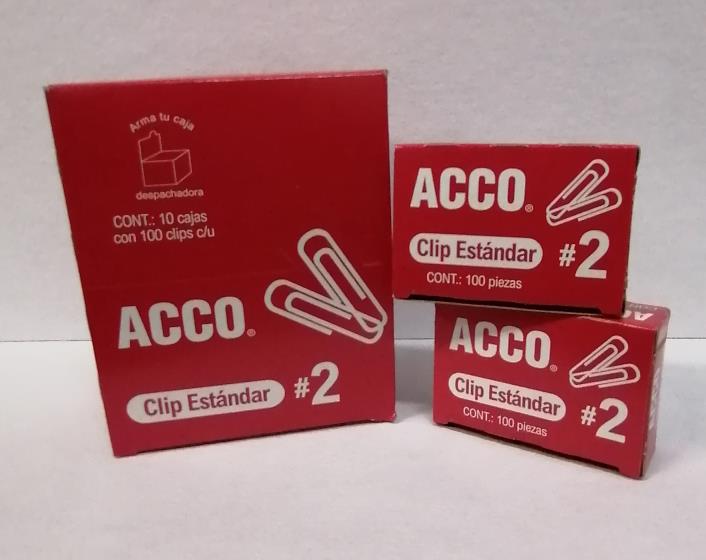 Arma tu caja
despachadora
CONT.: 10 cajas
con 100 clips c/u
ACCO®
Clip Estándar #2
ACCO®
Clip Estándar #2
CONT.: 100 piezas
ACCO®
Clip Estándar #2
CONT.: 100 piezas